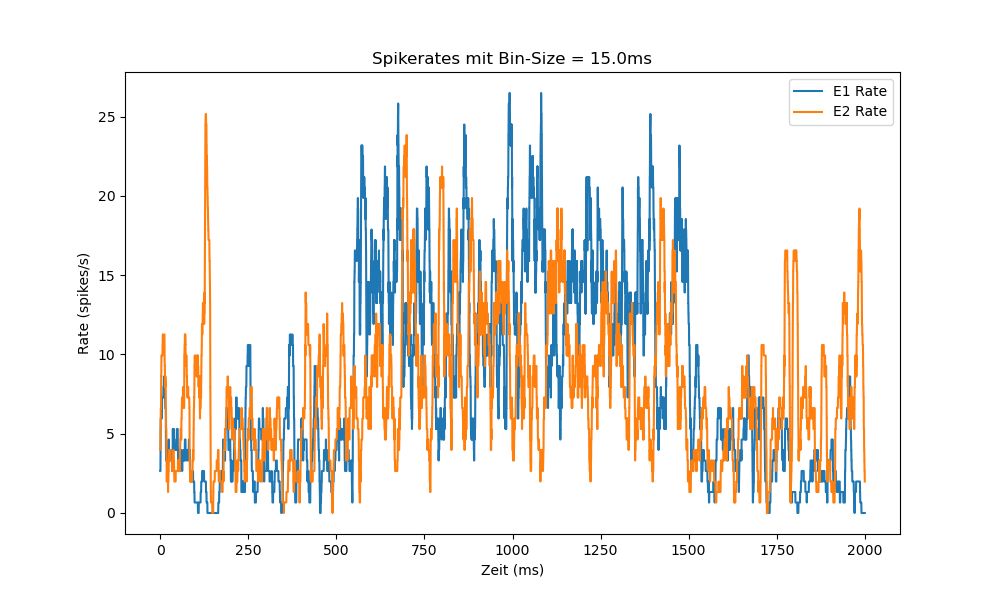 Spikerates mit Bin-Size = 15.0ms
E1 Rate
E2 Rate
25
20
15
10
5
0
Rate (spikes/s)
0 250 500 750 1000 1250 1500 1750 2000
Zeit (ms)